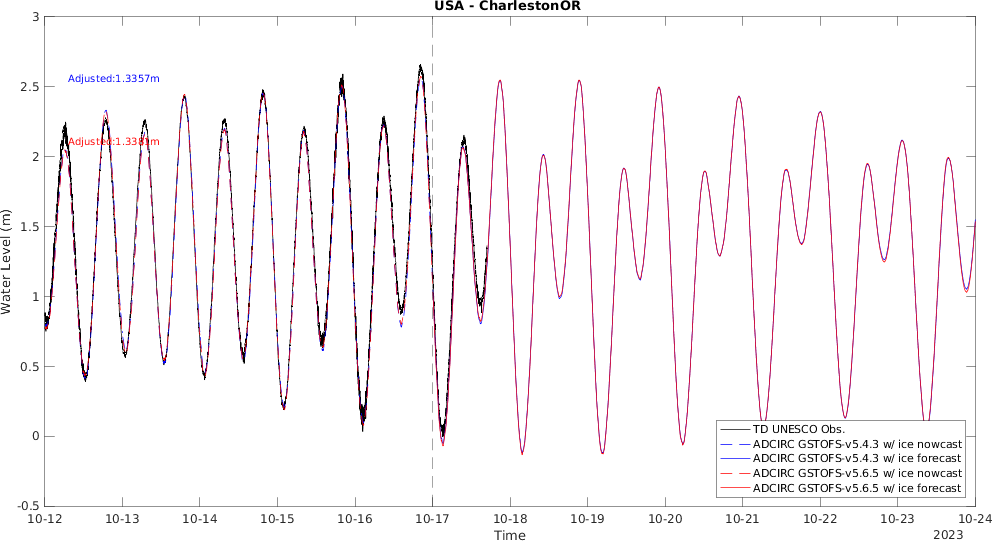 USA - CharlestonOR
3
2.5
2
1.5
1
0.5
0
-0.5
Water Level (m)
Adjusted:1.3357m
Adjusted:1.3381m
TD UNESCO Obs.
ADCIRC GSTOFS-v5.4.3 w/ ice nowcast
ADCIRC GSTOFS-v5.4.3 w/ ice forecast
ADCIRC GSTOFS-v5.6.5 w/ ice nowcast
ADCIRC GSTOFS-v5.6.5 w/ ice forecast
10-12 10-13 10-14 10-15 10-16 10-17 10-18 10-19 10-20 10-21 10-22 10-23 10-24
Time
2023